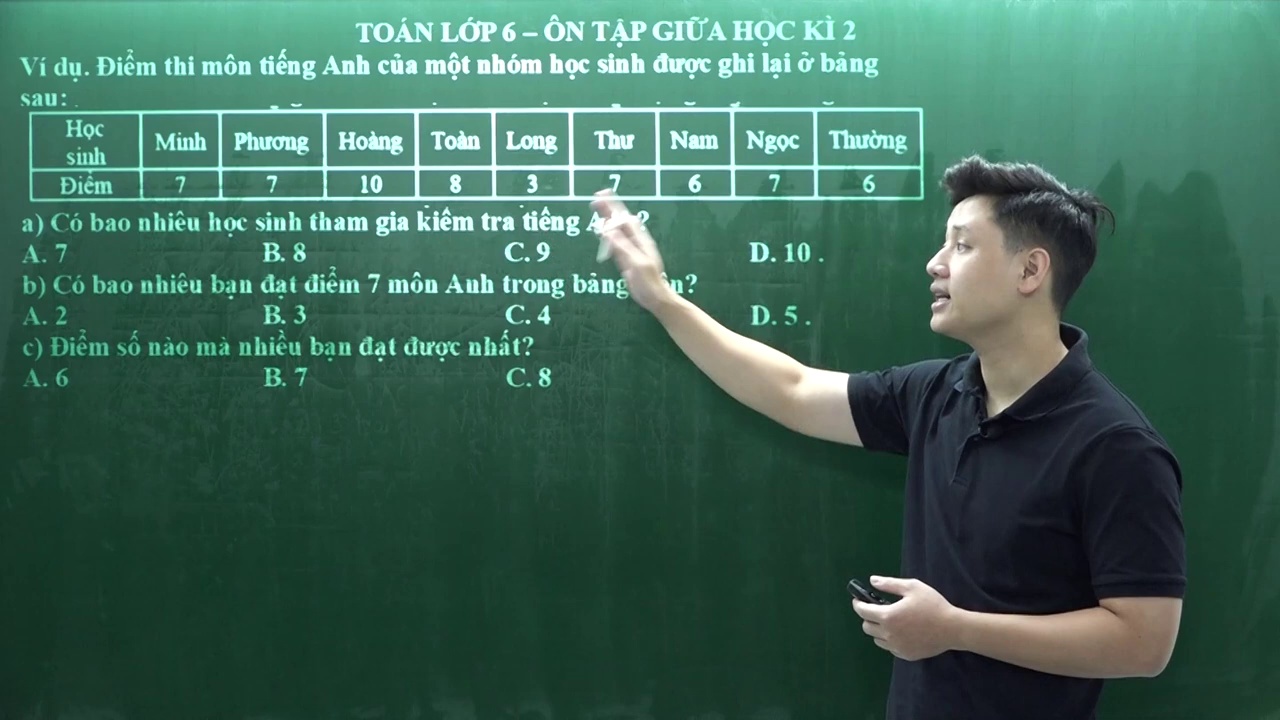 TOÁN LỚP 6 – ÔN TẬP GIỮA HỌC KÌ 2
Ví dụ. Điểm thi môn tiếng Anh của một nhóm học sinh được ghi lại ở bảng
sau:
Học sinh Minh Phương Hoàng Toàn Long Thư Nam Ngọc Thường
Điểm 7 7 10 8 3 7 6 7 6
a) Có bao nhiêu học sinh tham gia kiểm tra tiếng ?
A. 7 B. 8 C. 9 D. 10 .
b) Có bao nhiêu bạn đạt điểm 7 môn Anh trong bảng ?
A. 2 B. 3 C. 4 D. 5 .
c) Điểm số nào mà nhiều bạn đạt được nhất?
A. 6 B. 7 C. 8